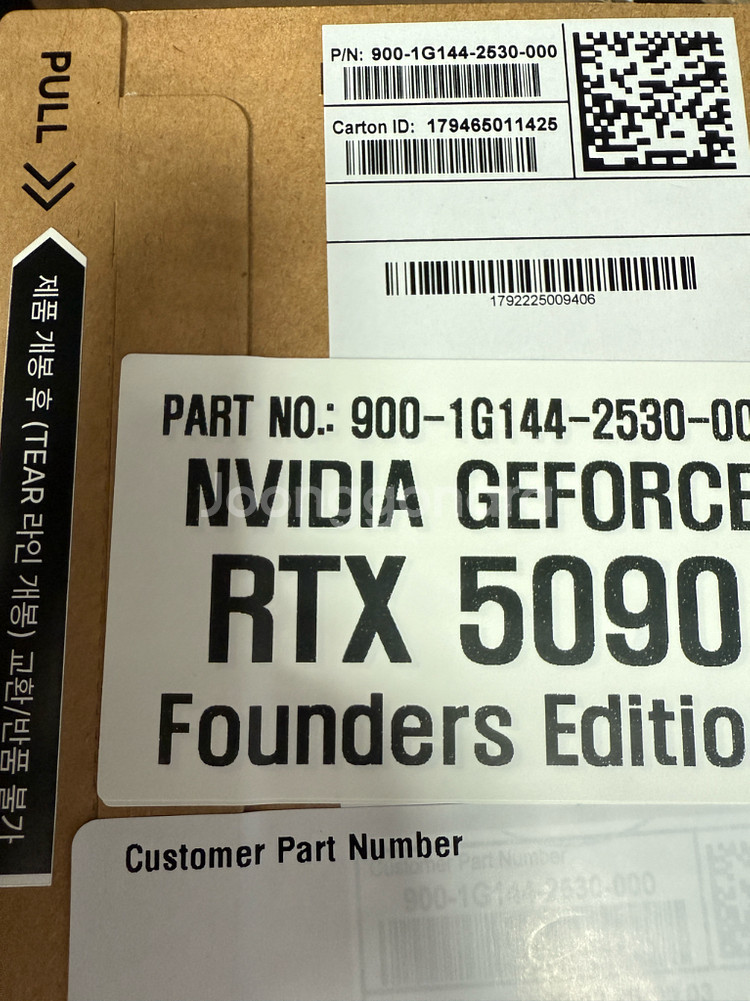 PULL
제품 개봉 후 (TEAR 라인 개봉) 교환/반품 불가
P/N: 900-1G144-2530-000
Carton ID: 179465011425
1792225009406
PART NO.: 900-1G144-2530-00
NVIDIA GEFORCE
Joonggonara
RTX 5090
Founders Editio
Customer Part Number
Customer Part Number
900-1G144-2530-000